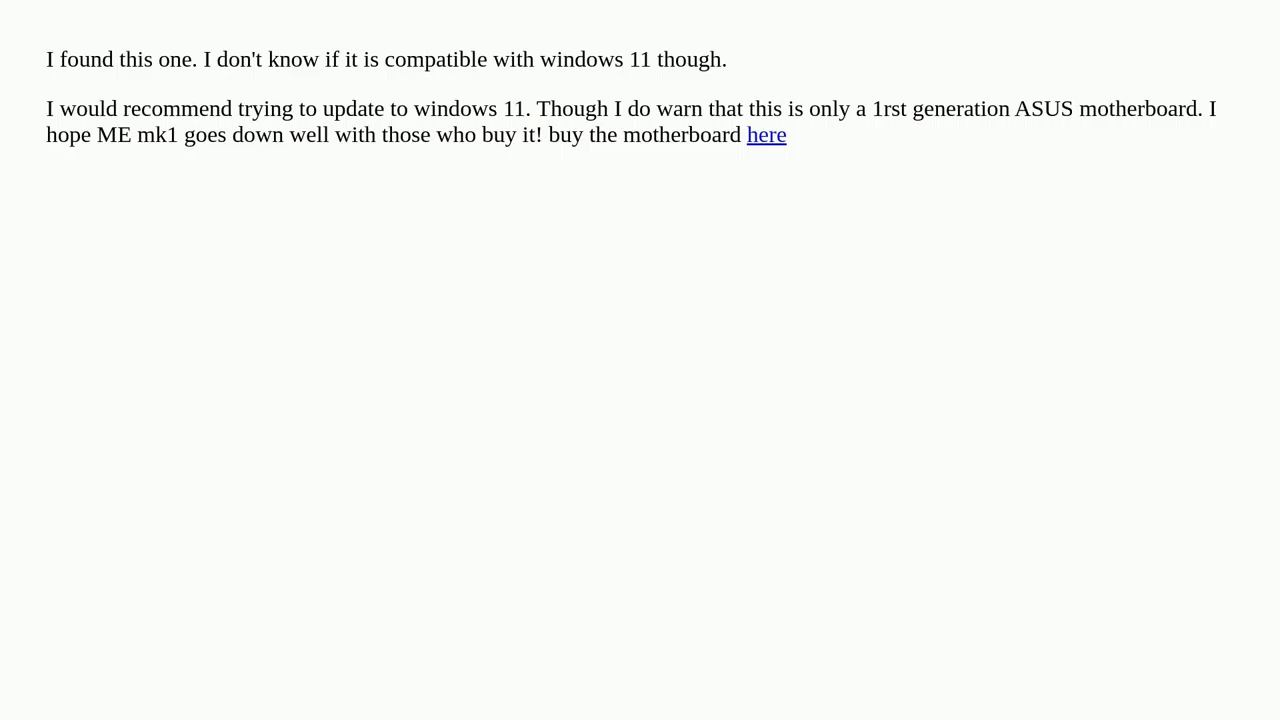 I found this one. I don't know if it is compatible with windows 11 though.
I would recommend trying to update to windows 11. Though I do warn that this is only a 1rst generation ASUS motherboard. I
hope ME mk1 goes down well with those who buy it! buy the motherboard here